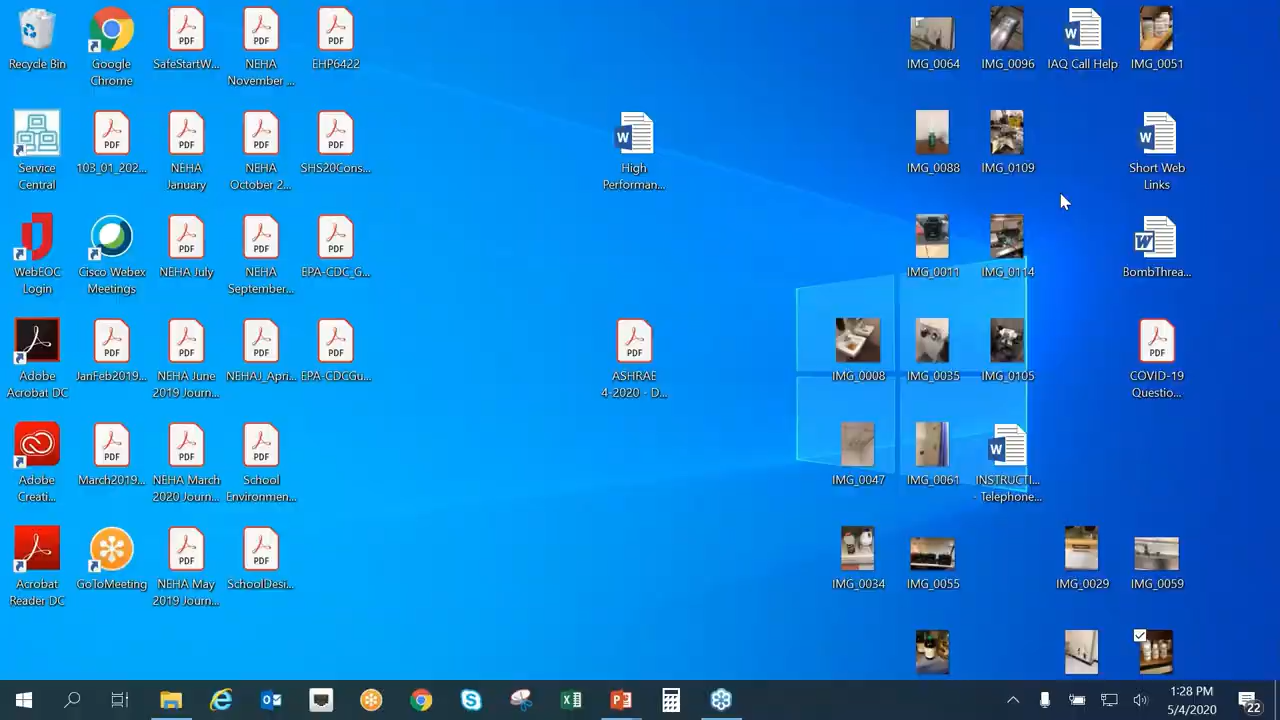 Recycle Bin
Google
Chrome
SafeStartW...
NEHA
November ...
EHP6422
IMG_0064
IMG_0096
IAQ Call Help
IMG_0051
Service
Central
103_01_202...
NEHA
January
NEHA
October 2...
SHS20Cons...
High
Performan...
IMG_0088
IMG_0109
Short Web
Links
WebEOC
Login
Cisco Webex
Meetings
NEHA July
NEHA
September...
EPA-CDC_G...
IMG_0011
IMG_0114
BombThrea...
Adobe
Acrobat DC
JanFeb2019...
NEHA June
2019 Journ...
NEHAJ_Apri...
EPA-CDCGu...
ASHRAE
4-2020 - D...
IMG_0008
IMG_0035
IMG_0105
COVID-19
Questio...
Adobe
Creati...
March2019...
NEHA March
2020 Journ...
School
Environmen...
IMG_0047
IMG_0061
INSTRUCTI...
- Telephone...
Acrobat
Reader DC
GoToMeeting
NEHA May
2019 Journ...
SchoolDesi...
IMG_0034
IMG_0055
IMG_0029
IMG_0059
1:28 PM
5/4/2020
22